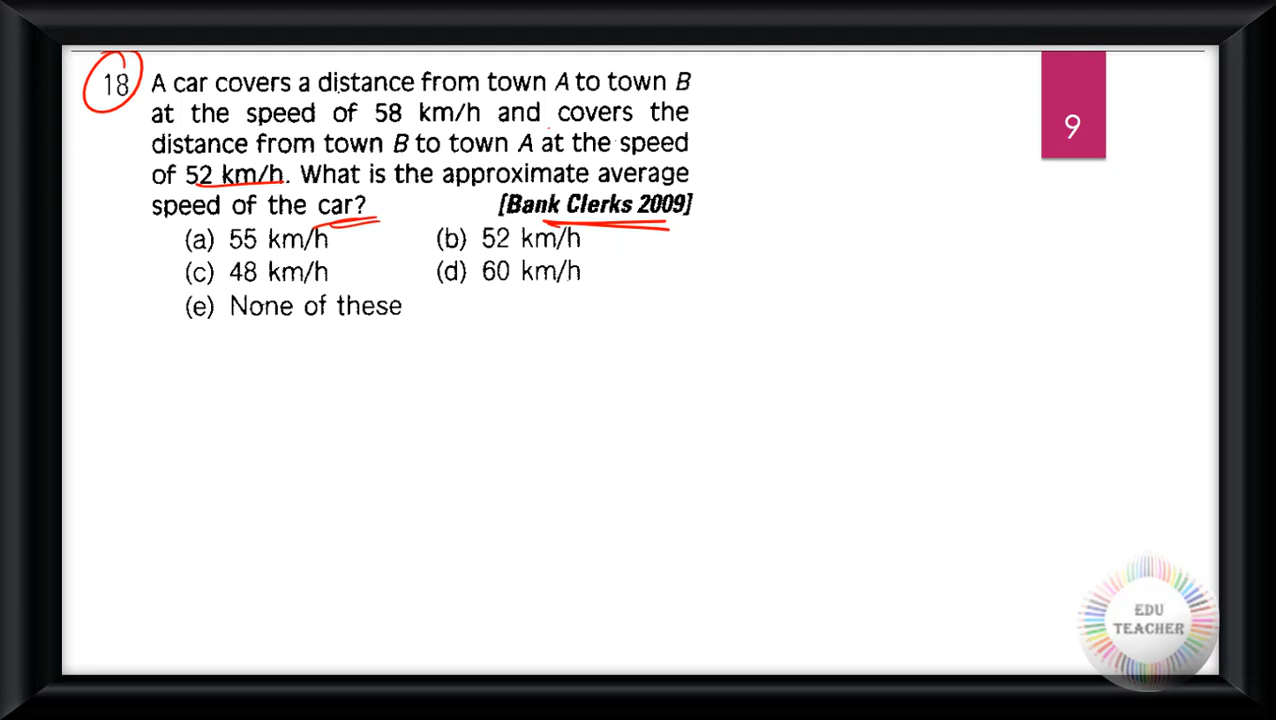 18 A car covers a distance from town A to town B
at the speed of 58 km/h and covers the
distance from town B to town A at the speed
of 52 km/h. What is the approximate average
speed of the car? [Bank Clerks 2009]
(a) 55 km/h (b) 52 km/h
(c) 48 km/h (d) 60 km/h
(e) None of these
9
EDU
TEACHER